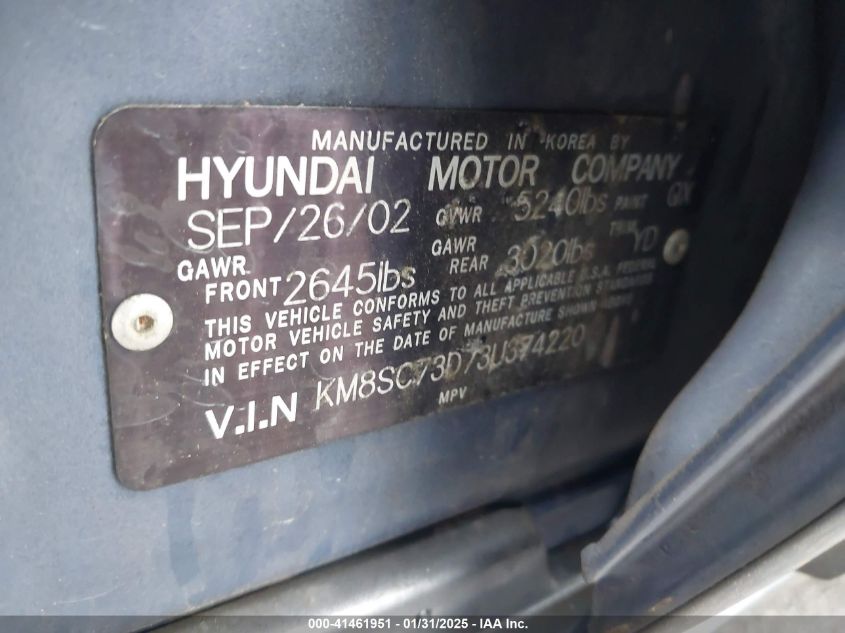 MANUFACTURED IN KOREA BY
HYUNDAI MOTOR COMPANY
SEP/26/02 GVWR 5240lbs PAINT GX
GAWR FRONT 2645lbs GAWR REAR 3020lbs TRIM YD
THIS VEHICLE CONFORMS TO ALL APPLICABLE U.S.A. FEDERAL
MOTOR VEHICLE SAFETY AND THEFT PREVENTION STANDARDS
IN EFFECT ON THE DATE OF MANUFACTURE SHOWN ABOVE
V.I.N KM8SC73D73U374220
MPV
000-41461951 - 01/31/2025 - IAA Inc.